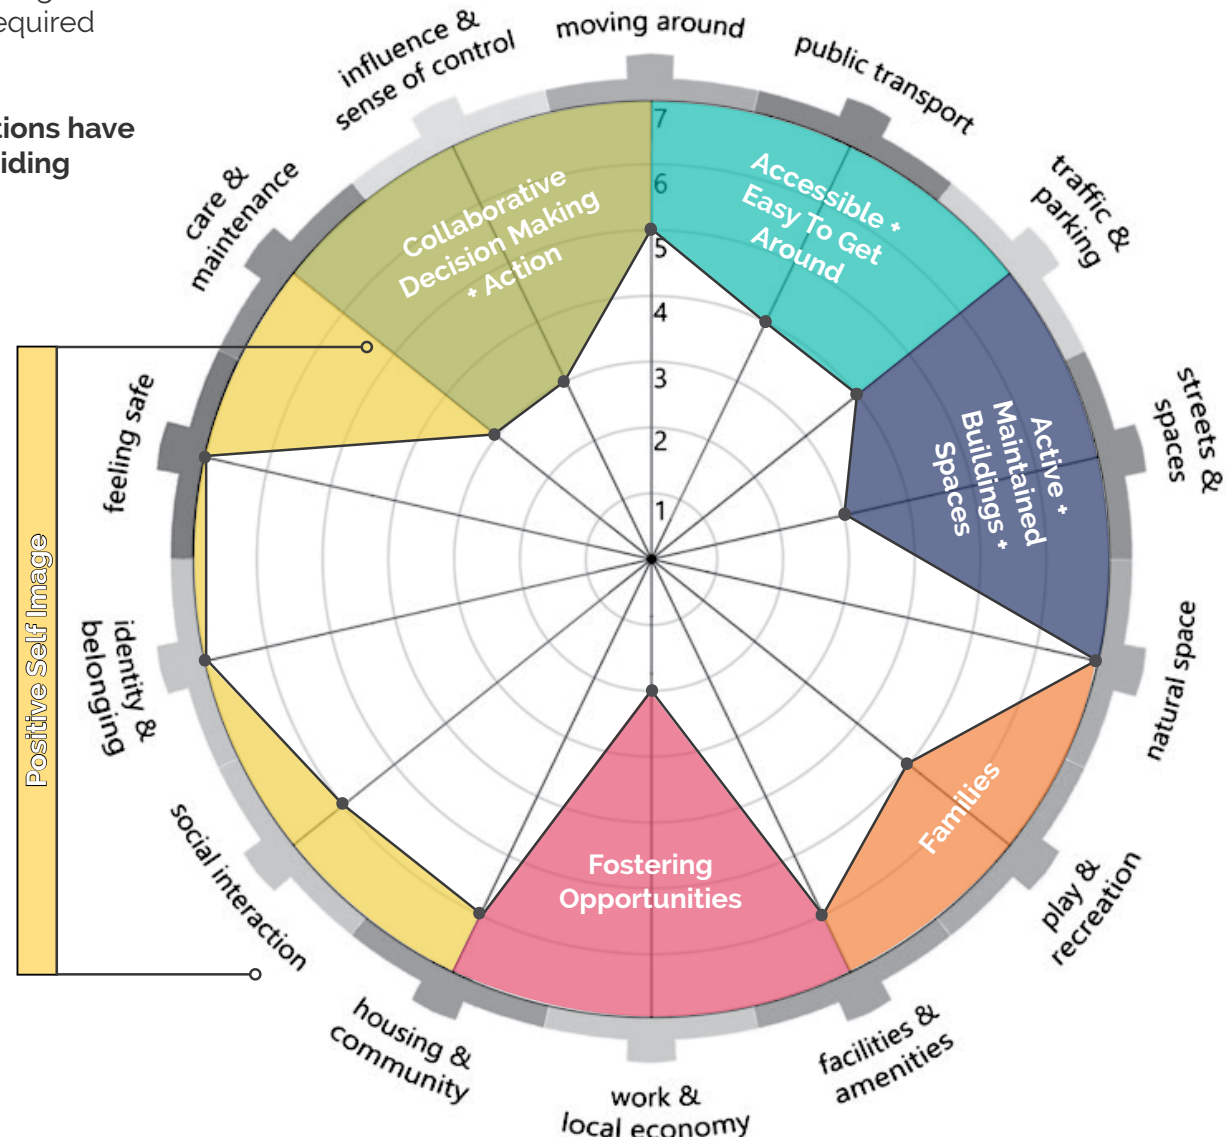 equired
tions have
iding
moving around
public transport
traffic &
parking
streets &
spaces
natural space
play &
recreation
facilities &
amenities
work &
local economy
housing &
community
social interaction
identity &
belonging
feeling safe
care &
maintenance
influence &
sense of control
7
6
5
4
3
2
1
Accessible +
Easy To Get
Around
Active +
Maintained
Buildings +
Spaces
Families
Fostering
Opportunities
Collaborative
Decision Making
+ Action
Positive Self Image